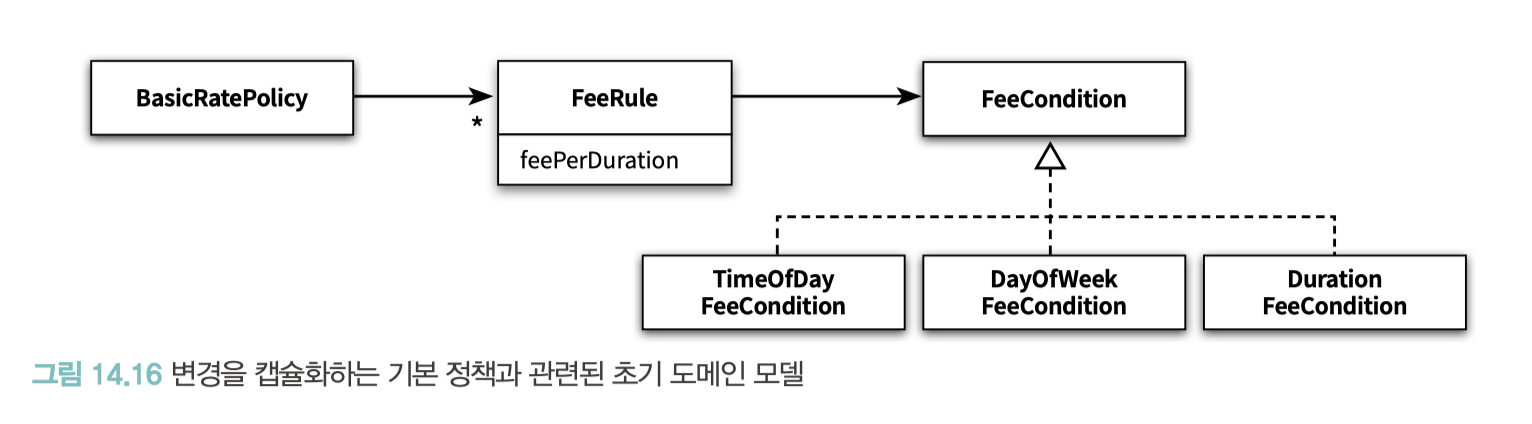 BasicRatePolicy
*
FeeRule
feePerDuration
FeeCondition
TimeOfDay
FeeCondition
DayOfWeek
FeeCondition
Duration
FeeCondition
그림 14.16 변경을 캡슐화하는 기본 정책과 관련된 초기 도메인 모델